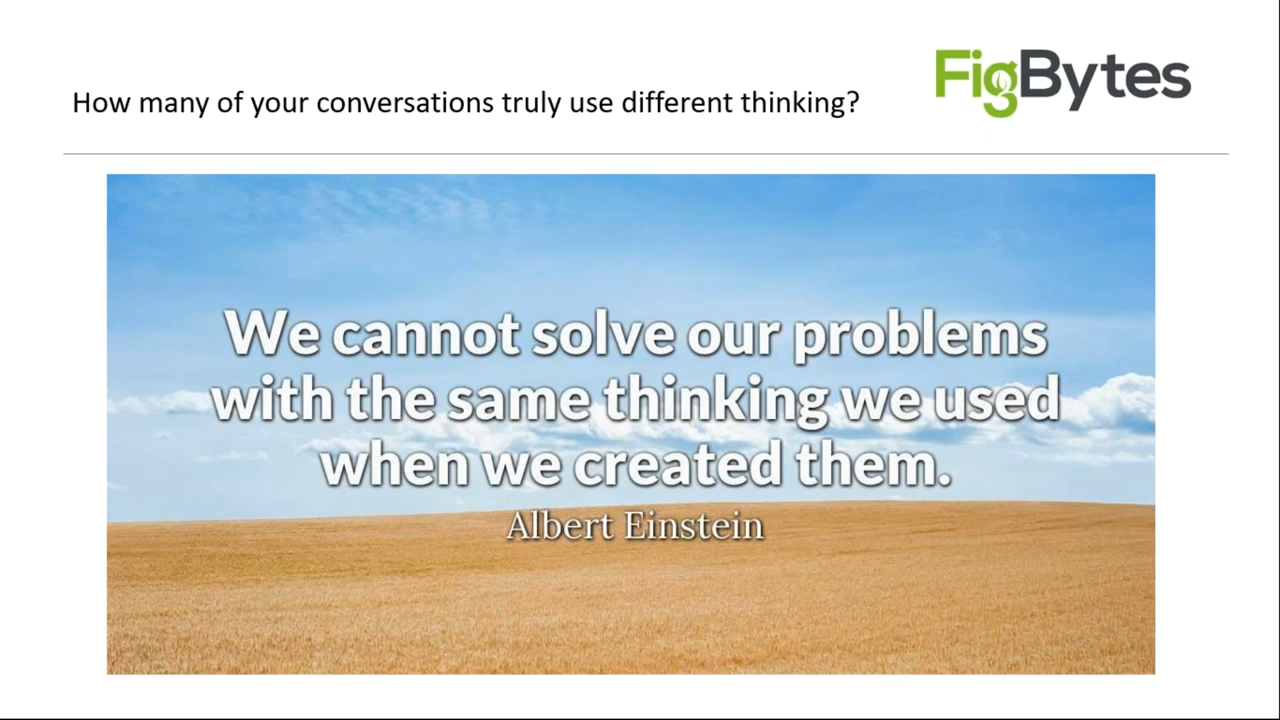 How many of your conversations truly use different thinking?
FigBytes
We cannot solve our problems
with the same thinking we used
when we created them.
Albert Einstein